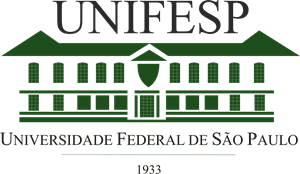 UNIFESP
UNIVERSIDADE FEDERAL DE SÃO PAULO
1933